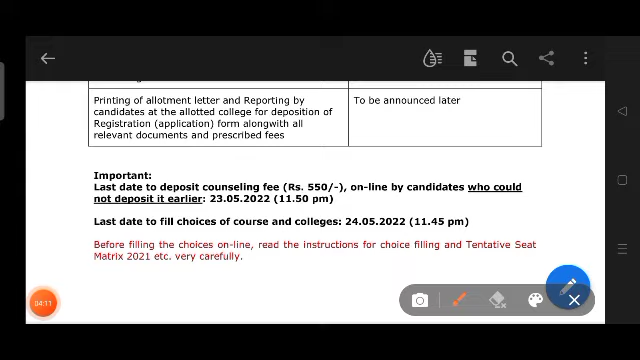 Printing of allotment letter and Reporting by To be announced later
candidates at the allotted college for deposition of
Registration (application) form alongwith all
relevant documents and prescribed fees
Important:
Last date to deposit counseling fee (Rs. 550/-), on-line by candidates who could
not deposit it earlier: 23.05.2022 (11.50 pm)
Last date to fill choices of course and colleges: 24.05.2022 (11.45 pm)
Before filling the choices on-line, read the instructions for choice filling and Tentative Seat
Matrix 2021 etc. very carefully.
04:11